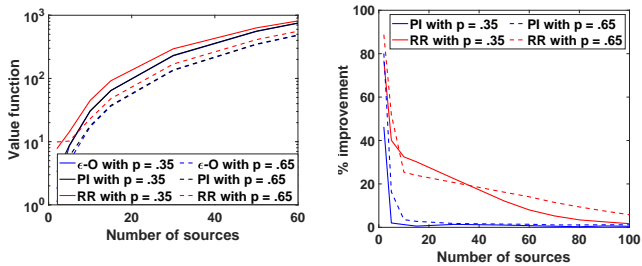 10³
10²
10¹
10⁰
Value function
ϵ-O with p = .35
ϵ-O with p = .65
PI with p = .35
PI with p = .65
RR with p = .35
RR with p = .65
0 20 40 60
Number of sources
100
80
60
40
20
0
% improvement
PI with p = .35
PI with p = .65
RR with p = .35
RR with p = .65
0 20 40 60 80 100
Number of sources